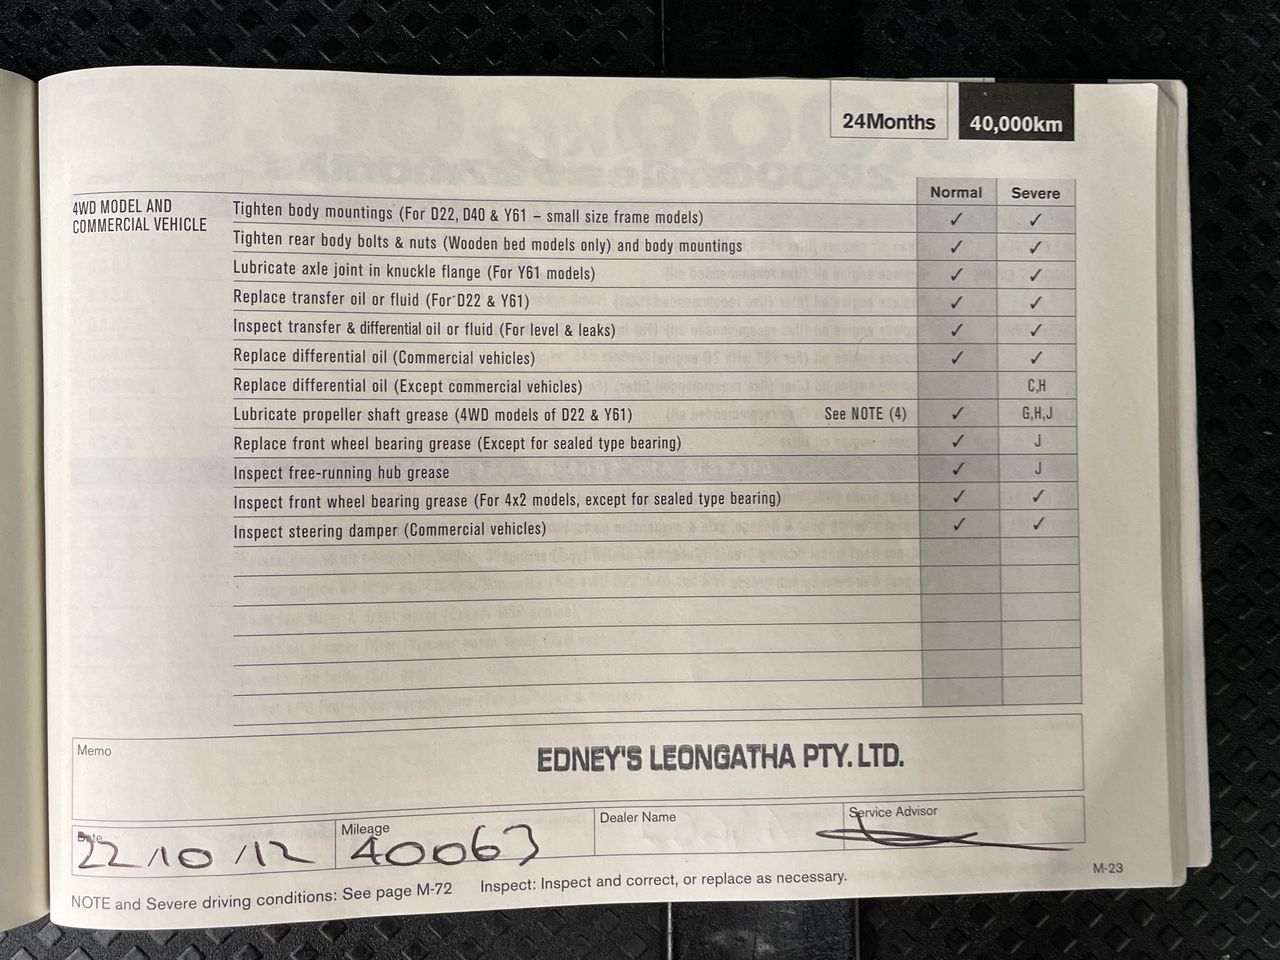 24Months 40,000km
Normal Severe
4WD MODEL AND
COMMERCIAL VEHICLE
Tighten body mountings (For D22, D40 & Y61 – small size frame models) ✓ ✓
Tighten rear body bolts & nuts (Wooden bed models only) and body mountings ✓ ✓
Lubricate axle joint in knuckle flange (For Y61 models) ✓ ✓
Replace transfer oil or fluid (For D22 & Y61) ✓ ✓
Inspect transfer & differential oil or fluid (For level & leaks) ✓ ✓
Replace differential oil (Commercial vehicles) ✓ ✓
Replace differential oil (Except commercial vehicles) C,H
Lubricate propeller shaft grease (4WD models of D22 & Y61) See NOTE (4) ✓ G,H,J
Replace front wheel bearing grease (Except for sealed type bearing) ✓ J
Inspect free-running hub grease ✓ J
Inspect front wheel bearing grease (For 4x2 models, except for sealed type bearing) ✓ ✓
Inspect steering damper (Commercial vehicles) ✓ ✓
Memo
EDNEY'S LEONGATHA PTY. LTD.
Date Mileage Dealer Name Service Advisor
22/10/12 40063
NOTE and Severe driving conditions: See page M-72 Inspect: Inspect and correct, or replace as necessary.
M-23